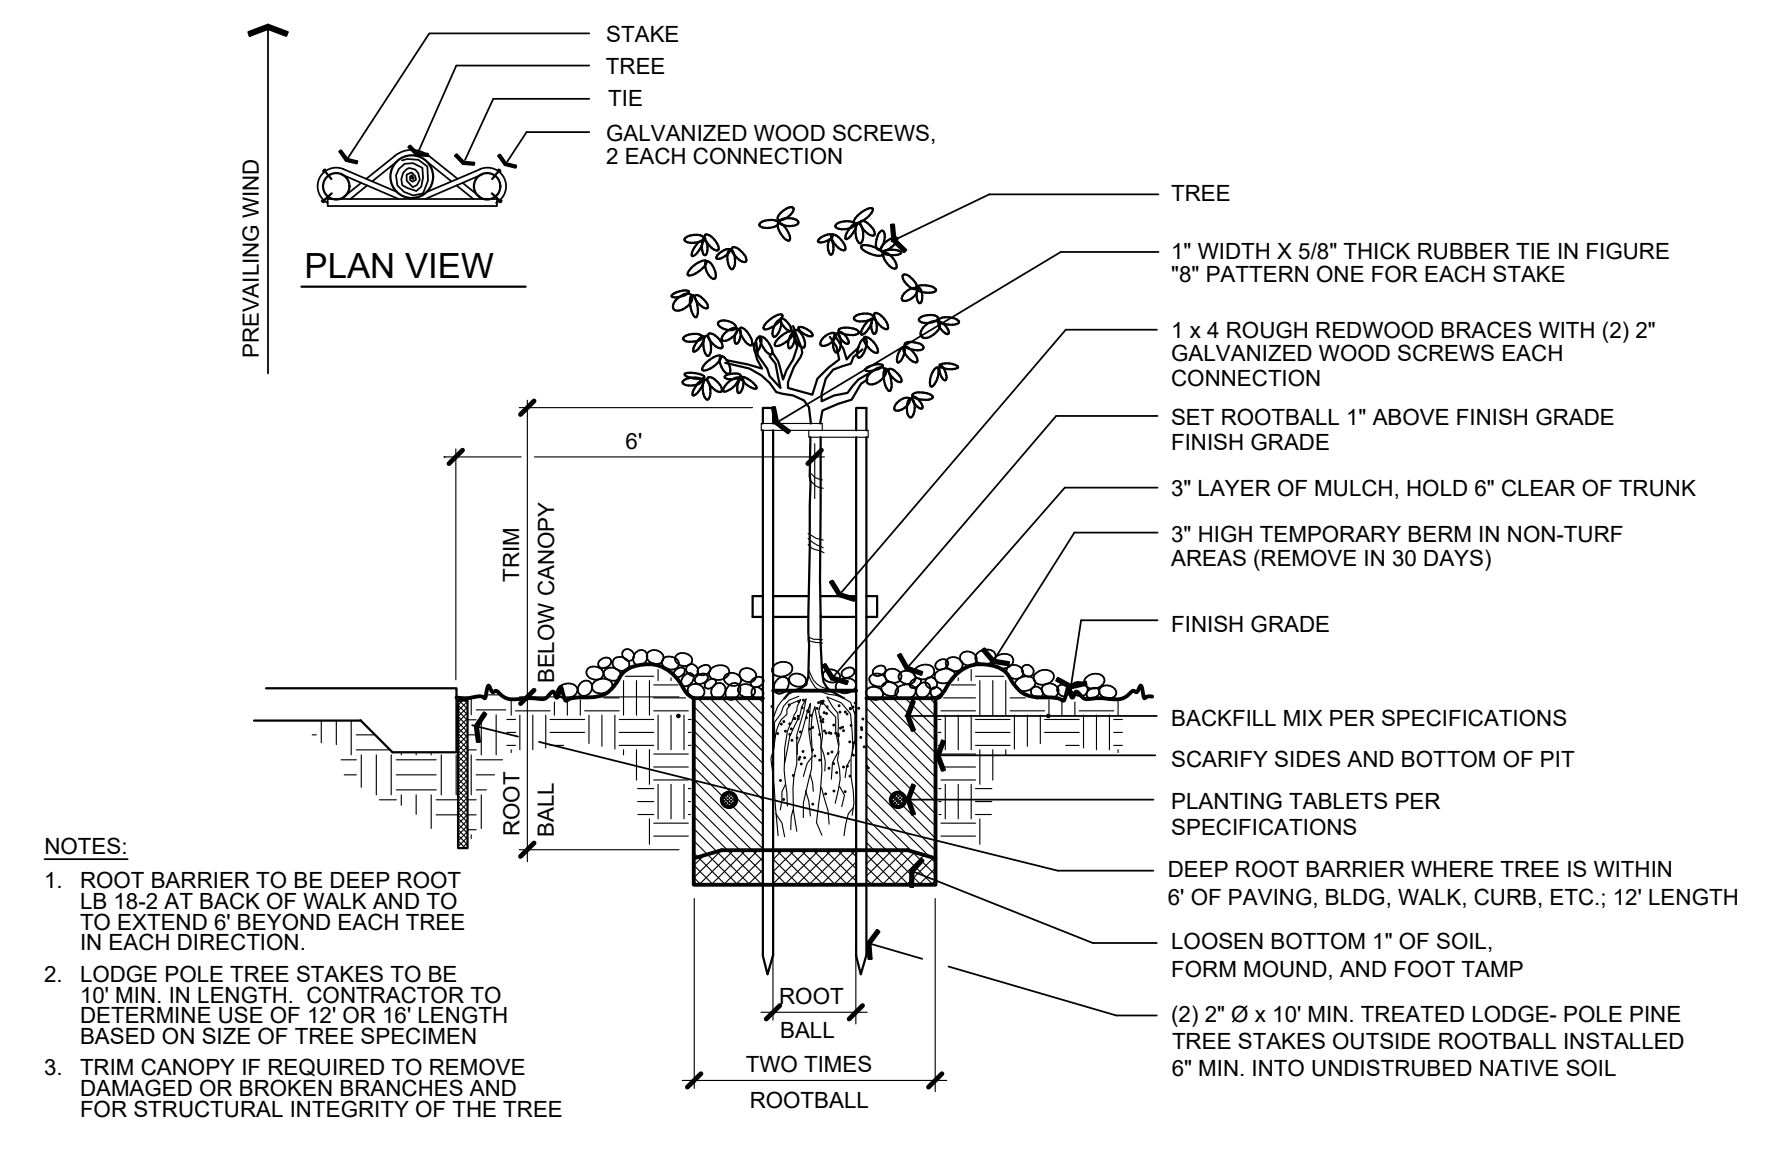 STAKE
TREE
TIE
GALVANIZED WOOD SCREWS,
2 EACH CONNECTION
PREVAILING WIND
PLAN VIEW
TREE
1" WIDTH X 5/8" THICK RUBBER TIE IN FIGURE
"8" PATTERN ONE FOR EACH STAKE
1 x 4 ROUGH REDWOOD BRACES WITH (2) 2"
GALVANIZED WOOD SCREWS EACH
CONNECTION
SET ROOTBALL 1" ABOVE FINISH GRADE
FINISH GRADE
3" LAYER OF MULCH, HOLD 6" CLEAR OF TRUNK
3" HIGH TEMPORARY BERM IN NON-TURF
AREAS (REMOVE IN 30 DAYS)
FINISH GRADE
BACKFILL MIX PER SPECIFICATIONS
SCARIFY SIDES AND BOTTOM OF PIT
PLANTING TABLETS PER
SPECIFICATIONS
DEEP ROOT BARRIER WHERE TREE IS WITHIN
6' OF PAVING, BLDG, WALK, CURB, ETC.; 12' LENGTH
LOOSEN BOTTOM 1" OF SOIL,
FORM MOUND, AND FOOT TAMP
(2) 2" Ø x 10' MIN. TREATED LODGE- POLE PINE
TREE STAKES OUTSIDE ROOTBALL INSTALLED
6" MIN. INTO UNDISTRUBED NATIVE SOIL
6'
TRIM
BELOW CANOPY
ROOT
BALL
ROOT
BALL
TWO TIMES
ROOTBALL
NOTES:
1. ROOT BARRIER TO BE DEEP ROOT
LB 18-2 AT BACK OF WALK AND TO
TO EXTEND 6' BEYOND EACH TREE
IN EACH DIRECTION.
2. LODGE POLE TREE STAKES TO BE
10' MIN. IN LENGTH. CONTRACTOR TO
DETERMINE USE OF 12' OR 16' LENGTH
BASED ON SIZE OF TREE SPECIMEN
3. TRIM CANOPY IF REQUIRED TO REMOVE
DAMAGED OR BROKEN BRANCHES AND
FOR STRUCTURAL INTEGRITY OF THE TREE